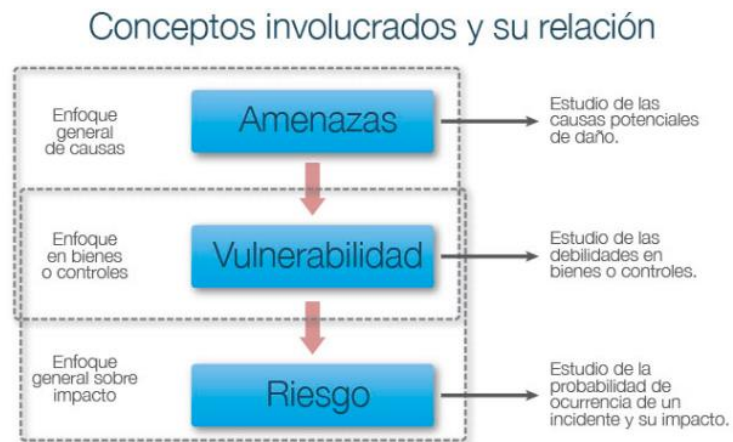 Conceptos involucrados y su relación
Enfoque
general
de causas
Amenazas
Estudio de las
causas potenciales
de daño.
Enfoque
en bienes
o controles
Vulnerabilidad
Estudio de las
debilidades en
bienes o controles.
Enfoque
general sobre
impacto
Riesgo
Estudio de la
probabilidad de
ocurrencia de un
incidente y su impacto.